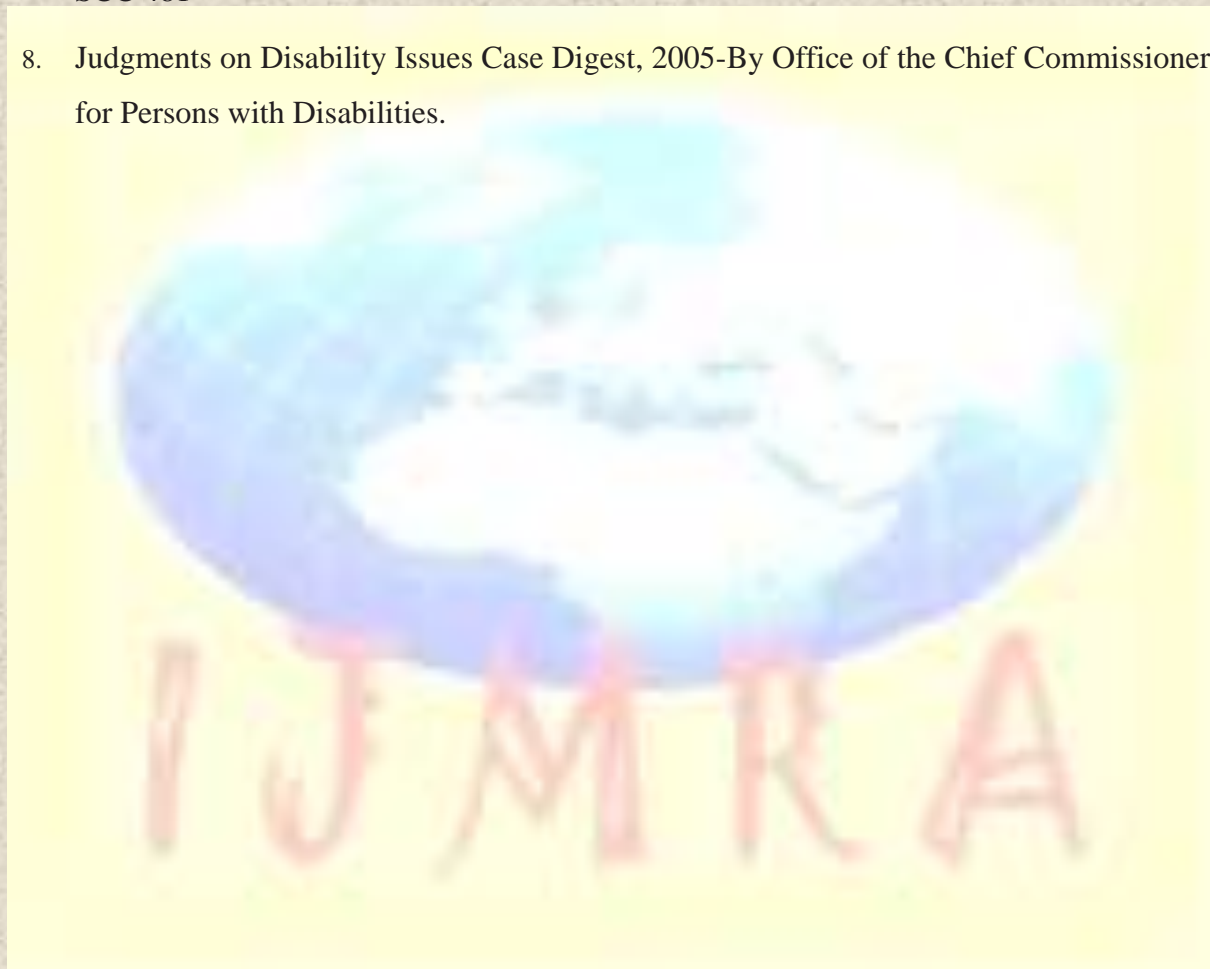 8. Judgments on Disability Issues Case Digest, 2005-By Office of the Chief Commissioner
for Persons with Disabilities.
IJMRA